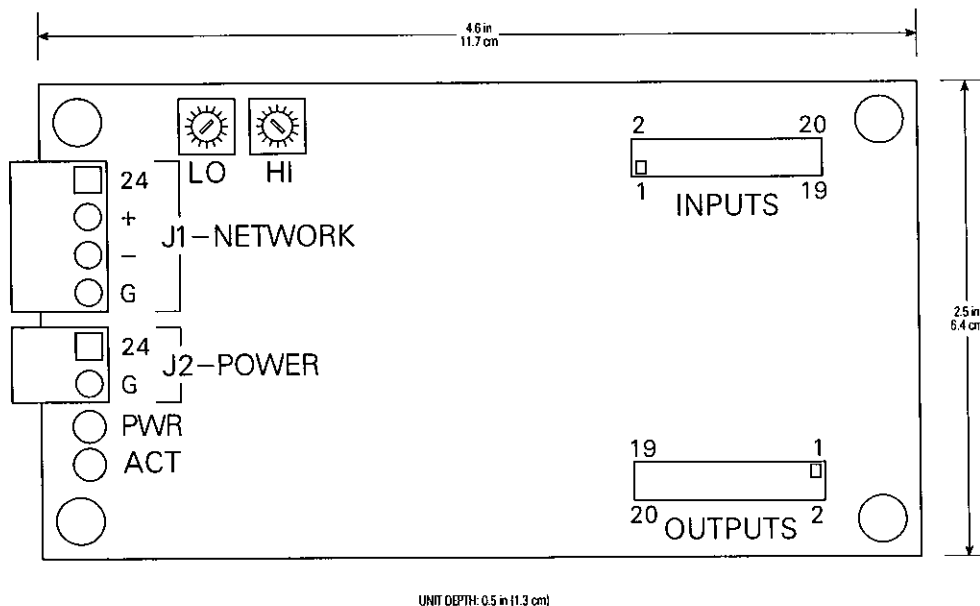 4.6 in
11.7 cm
LO HI
2 20
1 19
INPUTS
24
+
–
G
J1–NETWORK
24
G
J2–POWER
PWR
ACT
2.5 in
6.4 cm
19 1
20 2
OUTPUTS
UNIT DEPTH: 0.5 in (1.3 cm)